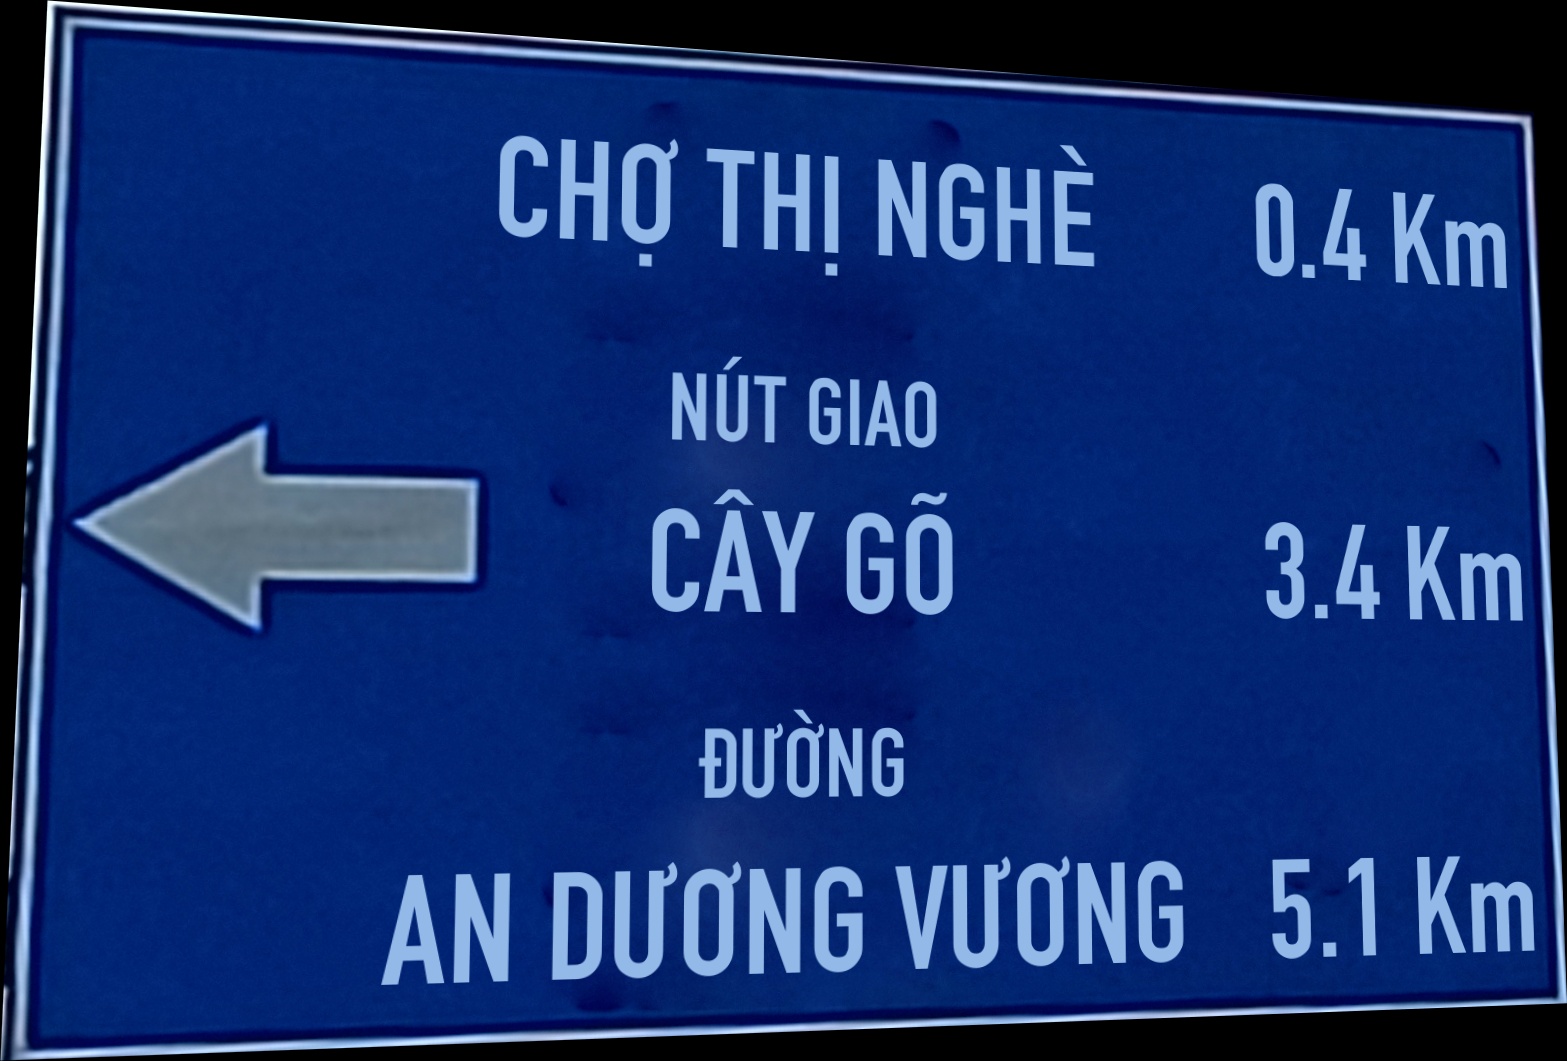 CHỢ THỊ NGHÈ 0.4 Km
NÚT GIAO
CÂY GÕ 3.4 Km
ĐƯỜNG
AN DƯƠNG VƯƠNG 5.1 Km